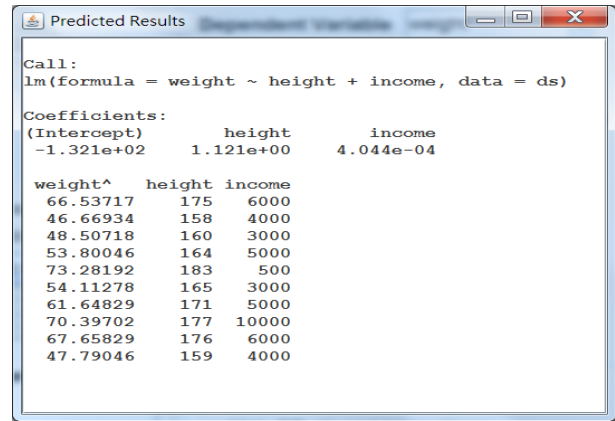 Predicted Results
Call:
lm(formula = weight ~ height + income, data = ds)
Coefficients:
(Intercept) height income
-1.321e+02 1.121e+00 4.044e-04
weight^ height income
66.53717 175 6000
46.66934 158 4000
48.50718 160 3000
53.80046 164 5000
73.28192 183 500
54.11278 165 3000
61.64829 171 5000
70.39702 177 10000
67.65829 176 6000
47.79046 159 4000